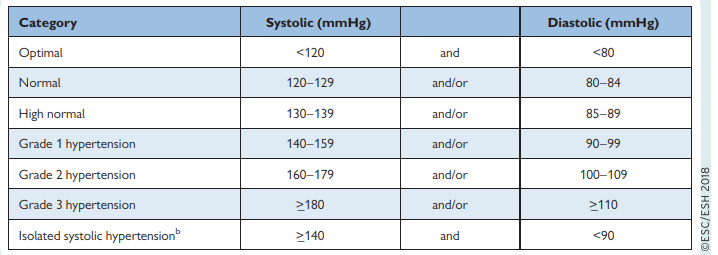 Category Systolic (mmHg) Diastolic (mmHg)
Optimal <120 and <80
Normal 120–129 and/or 80–84
High normal 130–139 and/or 85–89
Grade 1 hypertension 140–159 and/or 90–99
Grade 2 hypertension 160–179 and/or 100–109
Grade 3 hypertension ≥180 and/or ≥110
Isolated systolic hypertensionᵇ ≥140 and <90
©ESC/ESH 2018